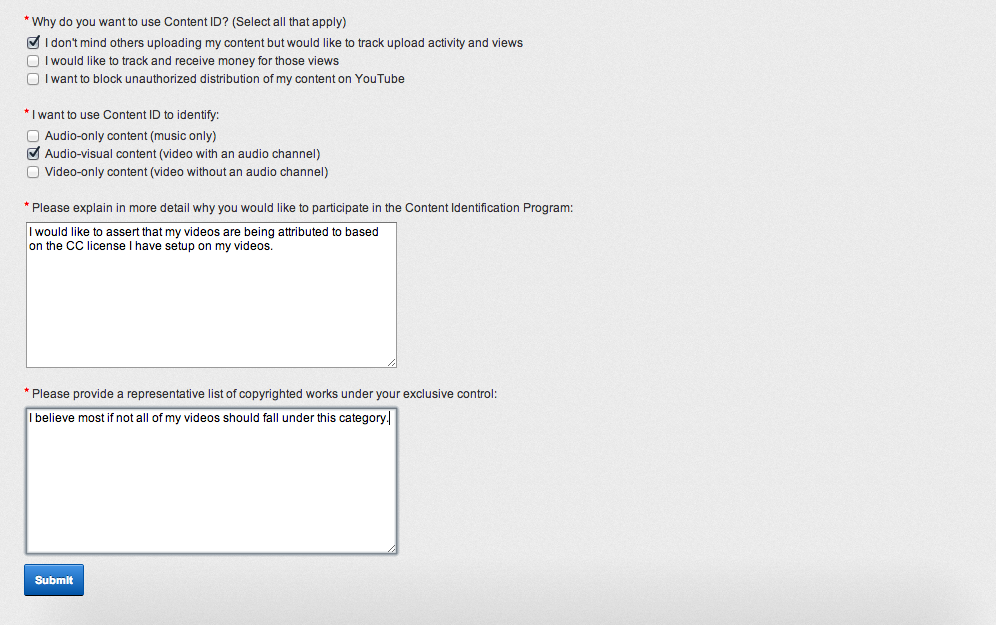 * Why do you want to use Content ID? (Select all that apply)
I don't mind others uploading my content but would like to track upload activity and views
I would like to track and receive money for those views
I want to block unauthorized distribution of my content on YouTube
* I want to use Content ID to identify:
Audio-only content (music only)
Audio-visual content (video with an audio channel)
Video-only content (video without an audio channel)
* Please explain in more detail why you would like to participate in the Content Identification Program:
I would like to assert that my videos are being attributed to based
on the CC license I have setup on my videos.
* Please provide a representative list of copyrighted works under your exclusive control:
I believe most if not all of my videos should fall under this category.
Submit